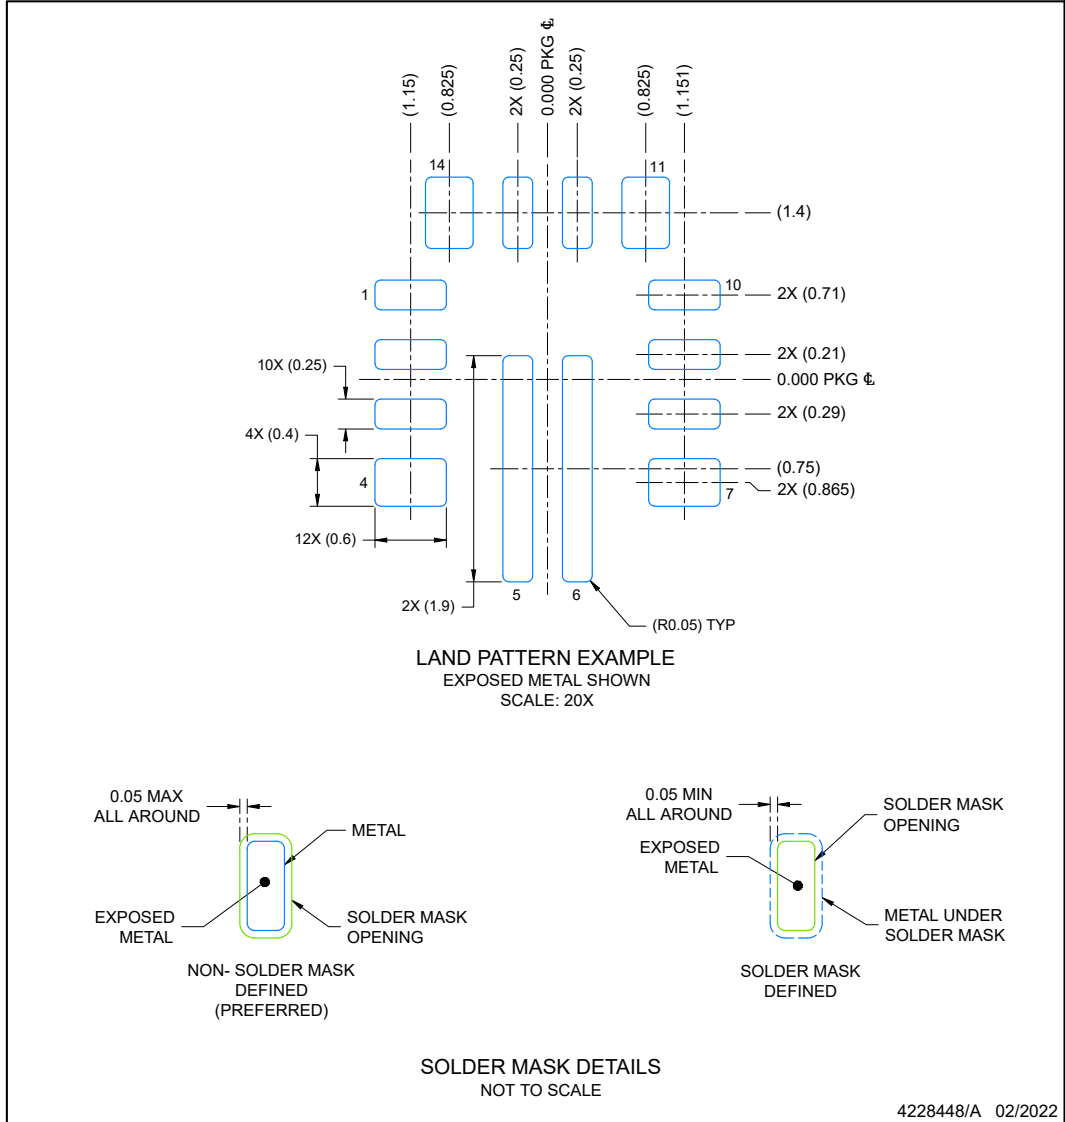 (1.15)
(0.825)
2X (0.25)
0.000 PKG ℄
2X (0.25)
(0.825)
(1.151)
14
11
(1.4)
1
10
2X (0.71)
2X (0.21)
10X (0.25)
0.000 PKG ℄
2X (0.29)
4X (0.4)
(0.75)
4
7
2X (0.865)
12X (0.6)
2X (1.9)
5
6
(R0.05) TYP
LAND PATTERN EXAMPLE
EXPOSED METAL SHOWN
SCALE: 20X
0.05 MAX
ALL AROUND
METAL
EXPOSED
METAL
SOLDER MASK
OPENING
NON- SOLDER MASK
DEFINED
(PREFERRED)
0.05 MIN
ALL AROUND
SOLDER MASK
OPENING
EXPOSED
METAL
METAL UNDER
SOLDER MASK
SOLDER MASK
DEFINED
SOLDER MASK DETAILS
NOT TO SCALE
4228448/A 02/2022